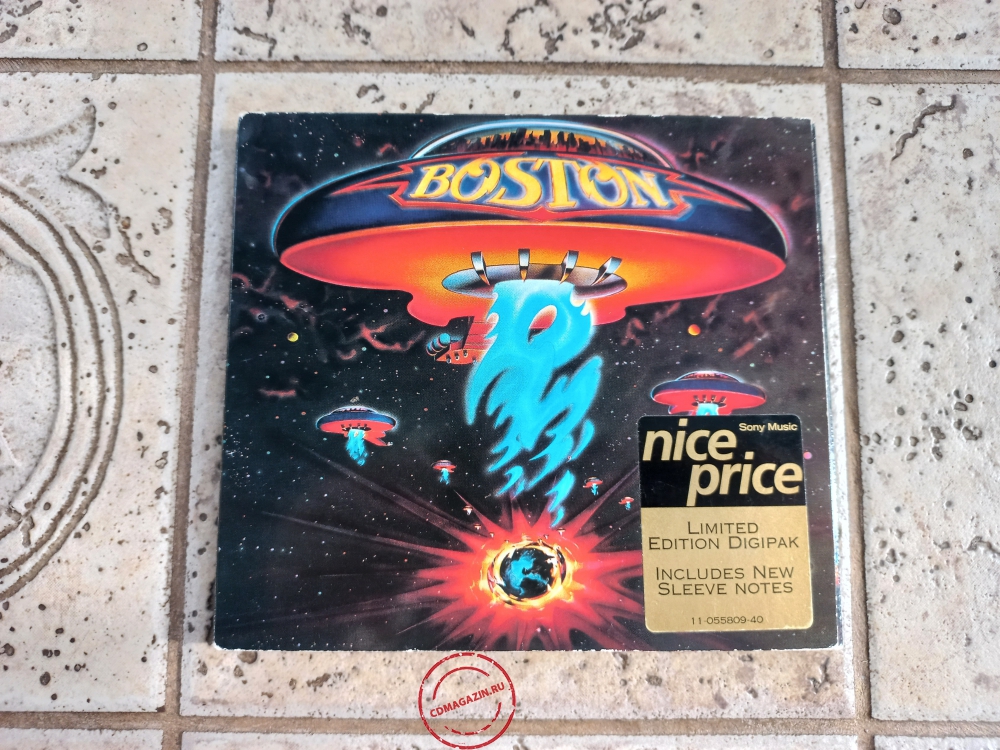 BOSTON
Sony Music
nice
price
LIMITED
EDITION DIGIPAK
INCLUDES NEW
SLEEVE NOTES
11-055809-40
CDMAGAZIN.RU